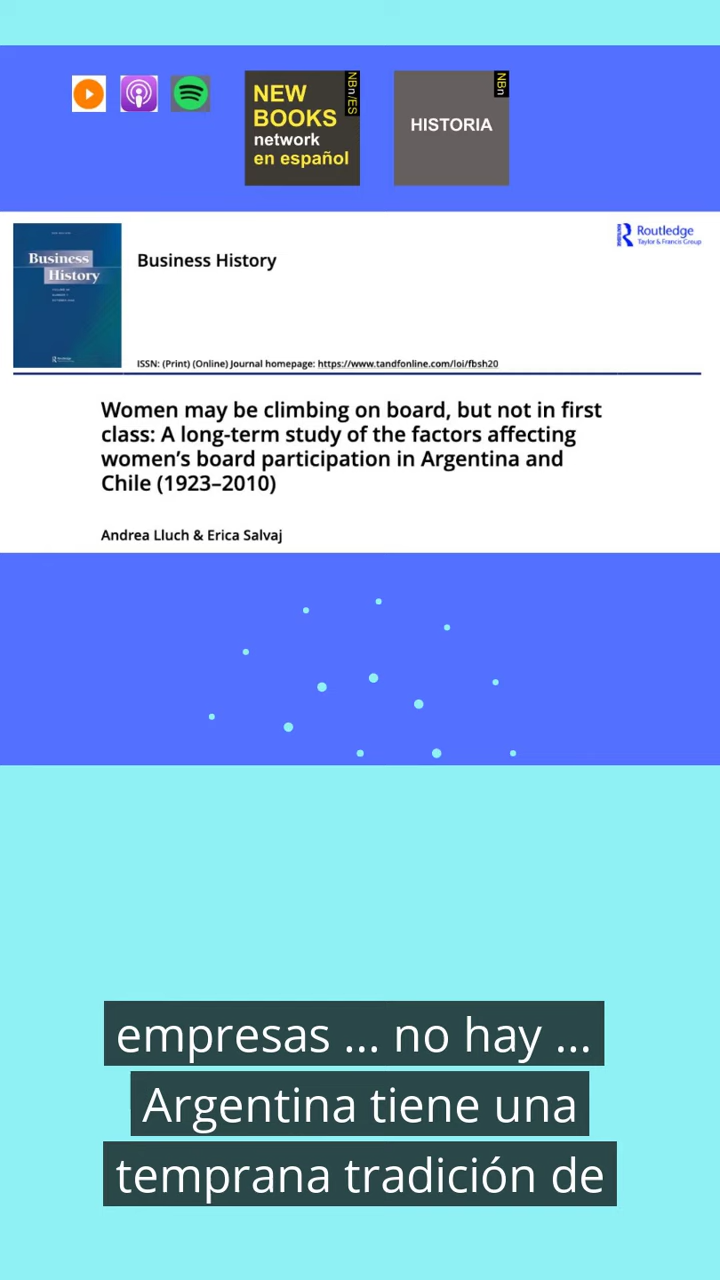 NEW
BOOKS
network
en español
NBn/ES
HISTORIA
NBn
Business
History
Routledge
Taylor & Francis Group
Business History
ISSN: (Print) (Online) Journal homepage: https://www.tandfonline.com/loi/fbsh20
Women may be climbing on board, but not in first
class: A long-term study of the factors affecting
women's board participation in Argentina and
Chile (1923–2010)
Andrea Lluch & Erica Salvaj
empresas ... no hay ...
Argentina tiene una
temprana tradición de